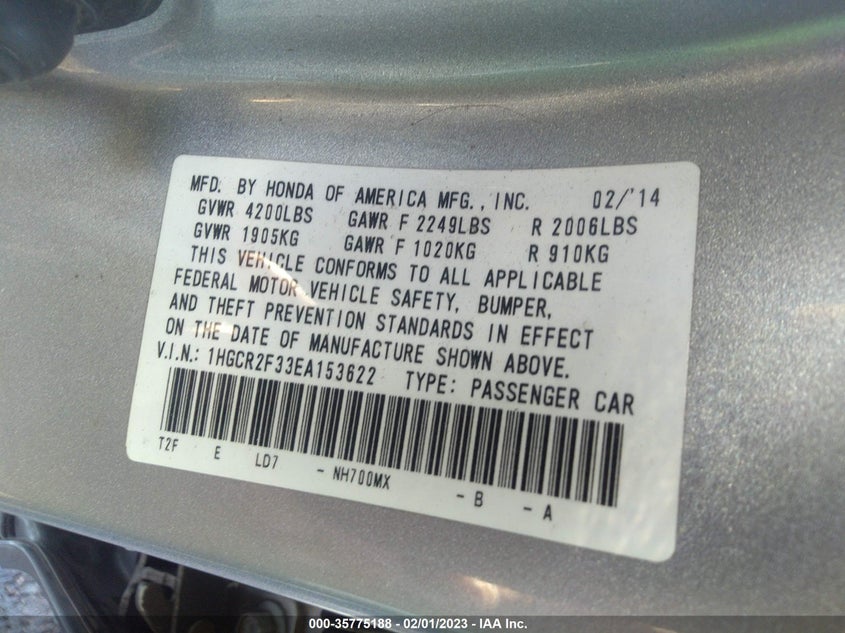 MFD. BY HONDA OF AMERICA MFG., INC. 02/'14
GVWR 4200LBS GAWR F 2249LBS R 2006LBS
GVWR 1905KG GAWR F 1020KG R 910KG
THIS VEHICLE CONFORMS TO ALL APPLICABLE
FEDERAL MOTOR VEHICLE SAFETY, BUMPER,
AND THEFT PREVENTION STANDARDS IN EFFECT
ON THE DATE OF MANUFACTURE SHOWN ABOVE.
V.I.N.: 1HGCR2F33EA153622 TYPE: PASSENGER CAR
T2F E LD7 - NH700MX - B - A
000-35775188 - 02/01/2023 - IAA Inc.